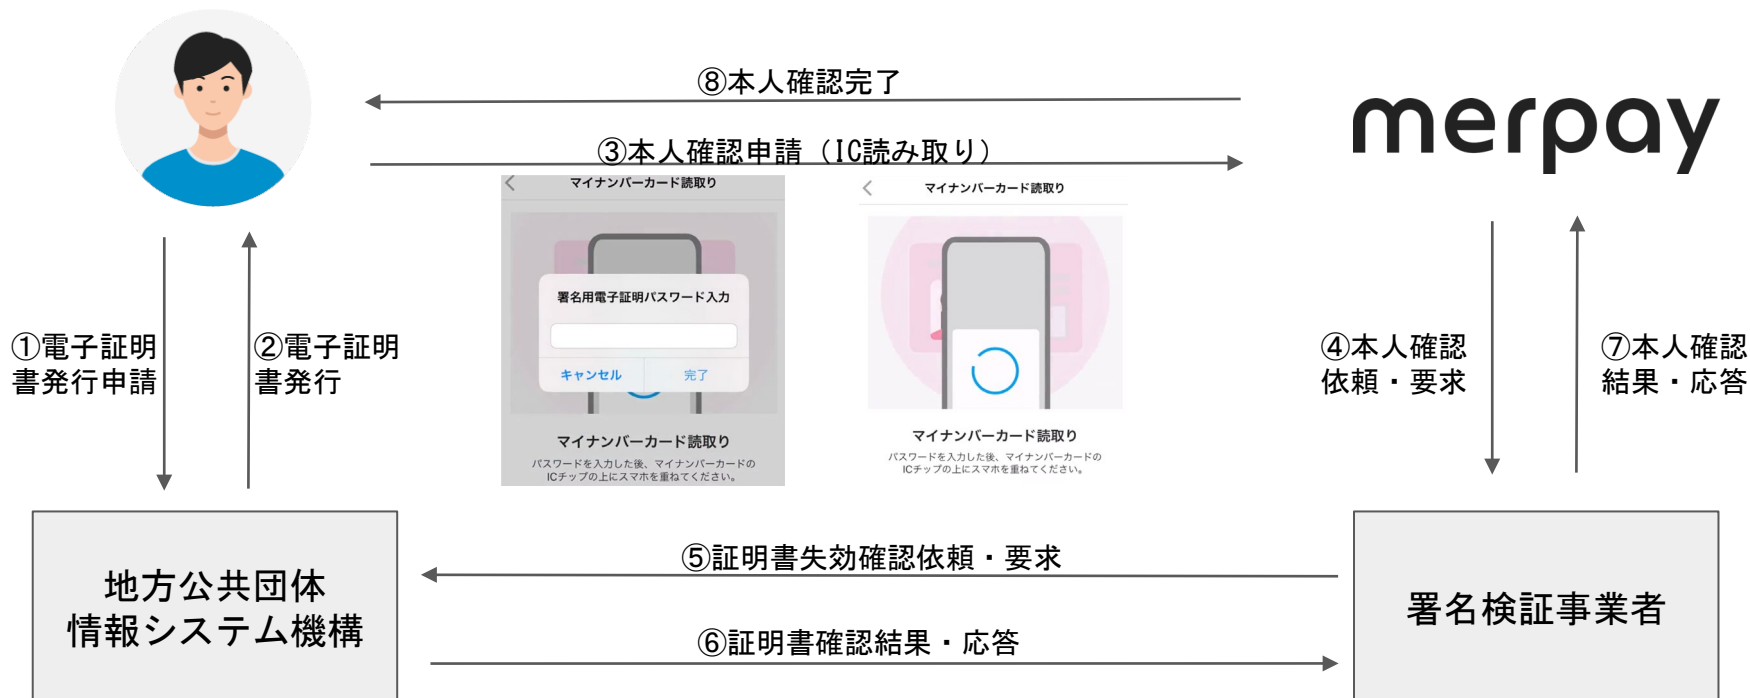 ⑧本人確認完了
merpay
③本人確認申請（IC読み取り）
マイナンバーカード読取り
署名用電子証明パスワード入力
キャンセル
完了
マイナンバーカード読取り
パスワードを入力した後、マイナンバーカードの
ICチップの上にスマホを重ねてください。
マイナンバーカード読取り
マイナンバーカード読取り
パスワードを入力した後、マイナンバーカードの
ICチップの上にスマホを重ねてください。
①電子証明
書発行申請
②電子証明
書発行
④本人確認
依頼・要求
⑦本人確認
結果・応答
地方公共団体
情報システム機構
⑤証明書失効確認依頼・要求
⑥証明書確認結果・応答
署名検証事業者